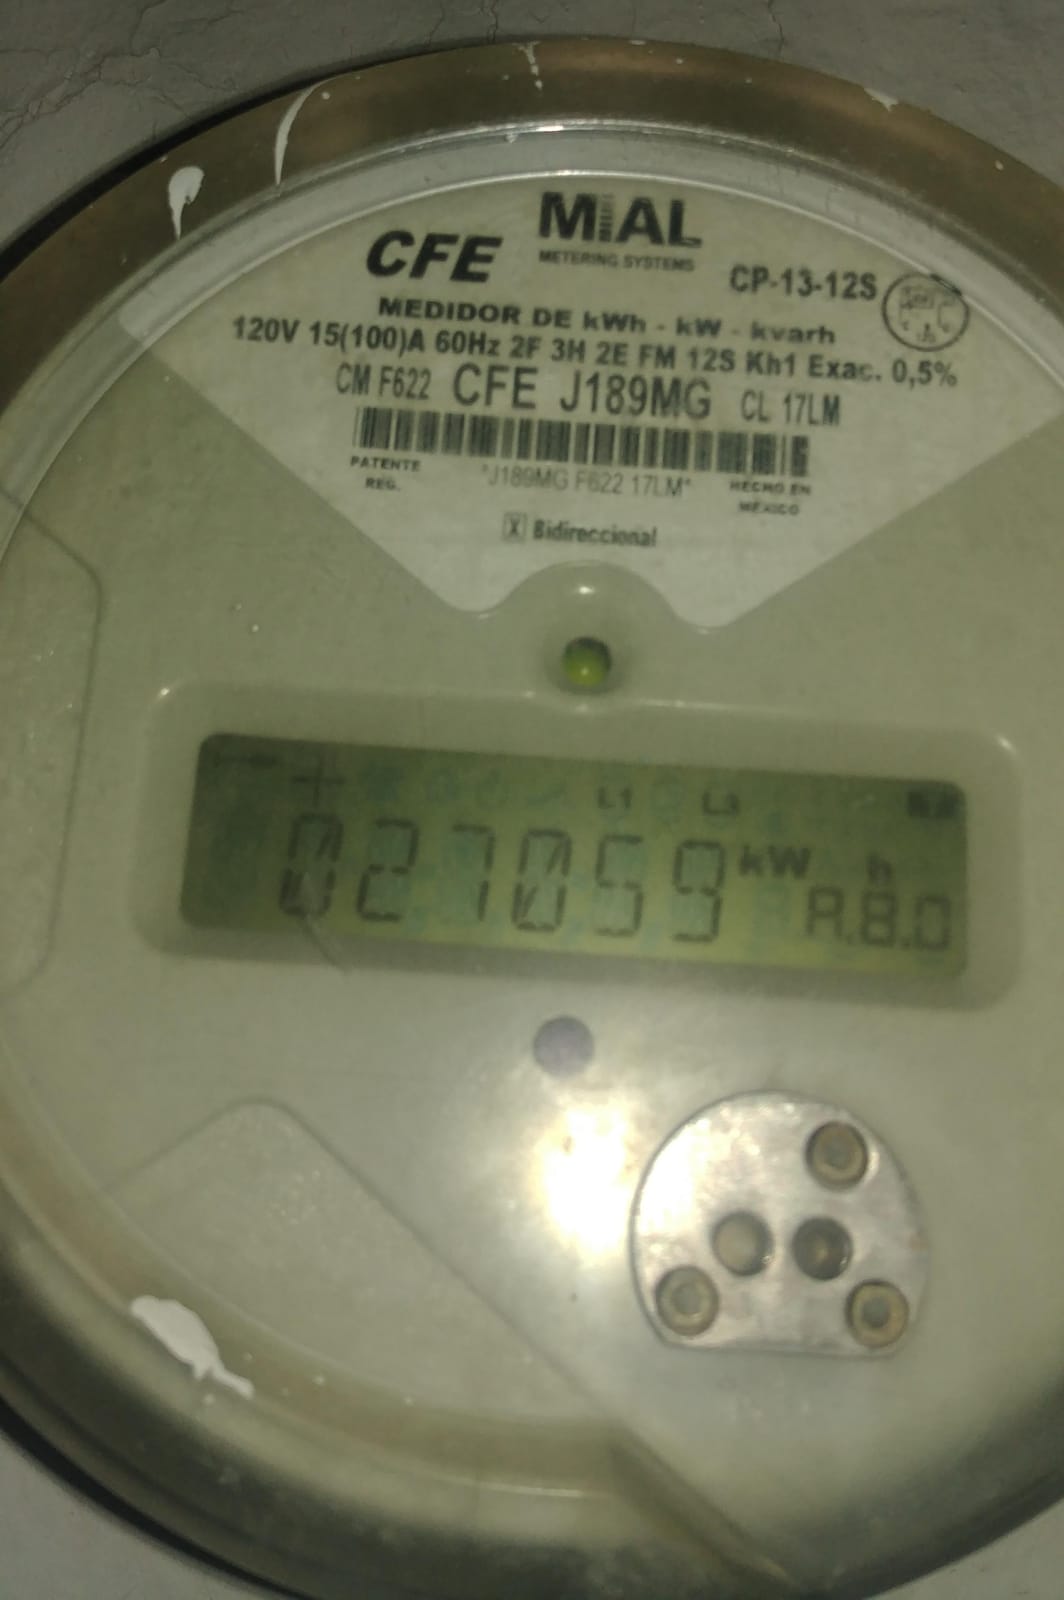 MIAL
METERING SYSTEMS
CFE
CP-13-12S
MEDIDOR DE kWh - kW - kvarh
120V 15(100)A 60Hz 2F 3H 2E FM 12S Kh1 Exac. 0,5%
CM F622 CFE J189MG CL 17LM
PATENTE
REG.
*J189MG F622 17LM*
HECHO EN
MÉXICO
X Bidireccional
L1 L3
027059 kW h
A.8.0